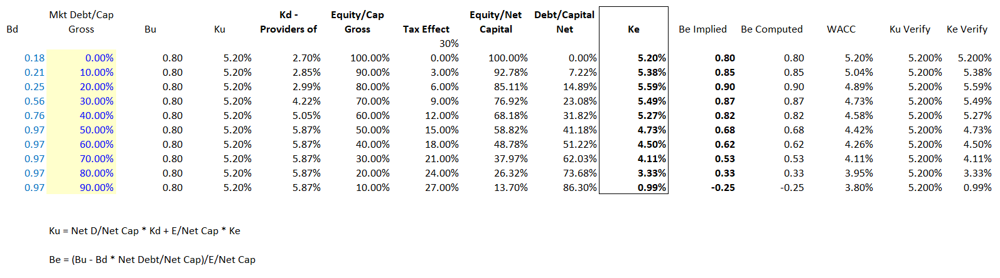 Mkt Debt/Cap Kd - Equity/Cap Equity/Net Debt/Capital
Bd Gross Bu Ku Providers of Gross Tax Effect Capital Net Ke Be Implied Be Computed WACC Ku Verify Ke Verify
30%
0.18 0.00% 0.80 5.20% 2.70% 100.00% 0.00% 100.00% 0.00% 5.20% 0.80 0.80 5.20% 5.200% 5.200%
0.21 10.00% 0.80 5.20% 2.85% 90.00% 3.00% 92.78% 7.22% 5.38% 0.85 0.85 5.04% 5.200% 5.38%
0.25 20.00% 0.80 5.20% 2.99% 80.00% 6.00% 85.11% 14.89% 5.59% 0.90 0.90 4.89% 5.200% 5.59%
0.56 30.00% 0.80 5.20% 4.22% 70.00% 9.00% 76.92% 23.08% 5.49% 0.87 0.87 4.73% 5.200% 5.49%
0.76 40.00% 0.80 5.20% 5.05% 60.00% 12.00% 68.18% 31.82% 5.27% 0.82 0.82 4.58% 5.200% 5.27%
0.97 50.00% 0.80 5.20% 5.87% 50.00% 15.00% 58.82% 41.18% 4.73% 0.68 0.68 4.42% 5.200% 4.73%
0.97 60.00% 0.80 5.20% 5.87% 40.00% 18.00% 48.78% 51.22% 4.50% 0.62 0.62 4.26% 5.200% 4.50%
0.97 70.00% 0.80 5.20% 5.87% 30.00% 21.00% 37.97% 62.03% 4.11% 0.53 0.53 4.11% 5.200% 4.11%
0.97 80.00% 0.80 5.20% 5.87% 20.00% 24.00% 26.32% 73.68% 3.33% 0.33 0.33 3.95% 5.200% 3.33%
0.97 90.00% 0.80 5.20% 5.87% 10.00% 27.00% 13.70% 86.30% 0.99% -0.25 -0.25 3.80% 5.200% 0.99%
Ku = Net D/Net Cap * Kd + E/Net Cap * Ke
Be = (Bu - Bd * Net Debt/Net Cap)/E/Net Cap